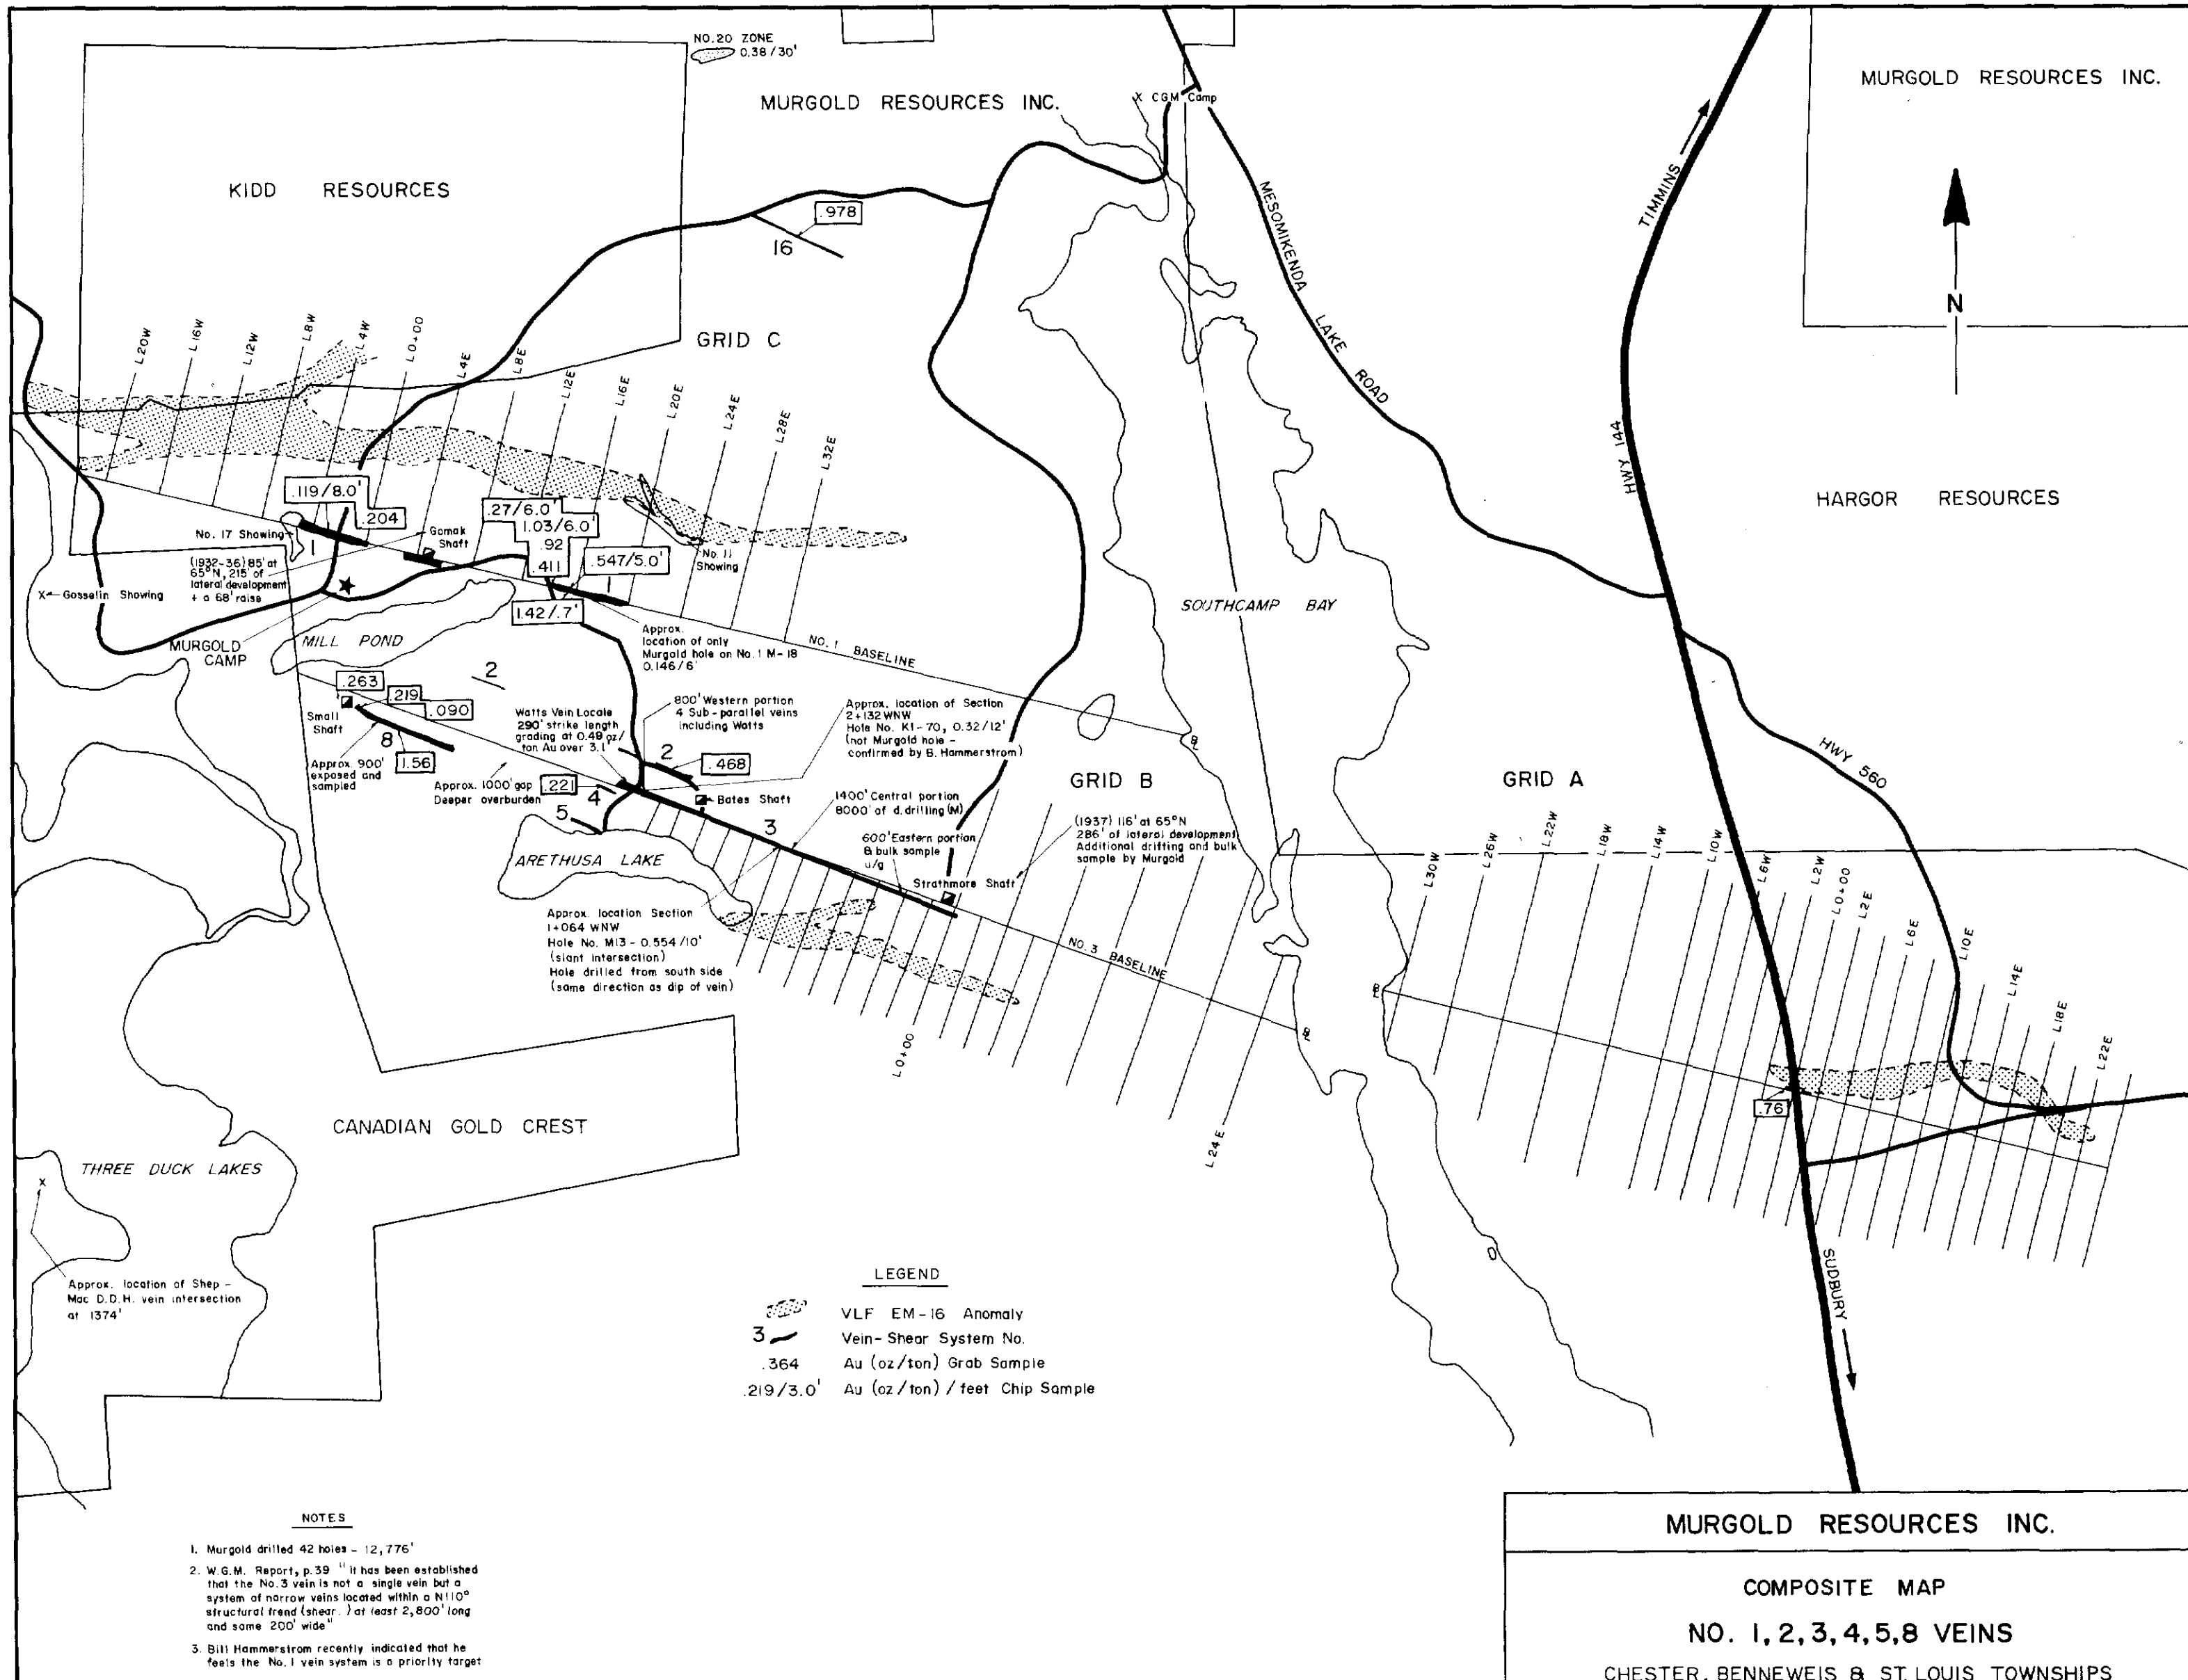 NO. 20 ZONE
0.38/30'
MURGOLD RESOURCES INC.
X CGM Camp
MURGOLD RESOURCES INC.
KIDD RESOURCES
.978
16
MESOMIKENDA LAKE ROAD
TIMMINS
N
GRID C
HWY 144
HARGOR RESOURCES
L20W
L16W
L12W
L8W
L4W
L0+00
L4E
L8E
L12E
L16E
L20E
L24E
L28E
L32E
.119/8.0'
.204
.27/6.0'
1.03/6.0'
.92
.411
.547/5.0'
1.42/.7'
No. 17 Showing
1
Gomak
Shaft
(1932-36) 85' at
65°N, 215' of
lateral development
+ a 68' raise
X Gosselin Showing
No. 11
Showing
1
MURGOLD
CAMP
MILL POND
Approx.
location of only
Murgold hole on No. 1 M-18
0.146/6'
NO. 1 BASELINE
BL
SOUTHCAMP BAY
.263
.219
.090
Small
Shaft
8
1.56
Approx. 900'
exposed and
sampled
2
Watts Vein Locale
290' strike length
grading at 0.49 oz/
ton Au over 3.1'
800' Western portion
4 Sub-parallel veins
including Watts
Approx. location of Section
2+132 WNW
Hole No. K1-70, 0.32/12'
(not Murgold hole -
confirmed by B. Hammerstrom)
2
.468
Approx. 1000' gap
Deeper overburden
.221
4
5
Bates Shaft
3
1400' Central portion
8000' of d. drilling (M)
600' Eastern portion
& bulk sample
u/g
(1937) 116' at 65°N
286' of lateral development
Additional drifting and bulk
sample by Murgold
Strathmore Shaft
ARETHUSA LAKE
GRID B
GRID A
HWY 560
Approx. location Section
1+064 WNW
Hole No. M13 - 0.554/10'
(slant intersection)
Hole drilled from south side
(same direction as dip of vein)
NO. 3 BASELINE
BL
L0+00
L24E
BL
L30W
L26W
L22W
L18W
L14W
L10W
L6W
L2W
L0+00
L2E
L6E
L10E
L14E
L18E
L22E
.76
SUDBURY
CANADIAN GOLD CREST
THREE DUCK LAKES
X
Approx. location of Shep-
Mac D.D.H. vein intersection
at 1374'
LEGEND
VLF EM-16 Anomaly
3 Vein-Shear System No.
.364 Au (oz/ton) Grab Sample
.219/3.0' Au (oz/ton) / feet Chip Sample
NOTES
1. Murgold drilled 42 holes - 12,776'
2. W.G.M. Report, p.39 "it has been established
that the No.3 vein is not a single vein but a
system of narrow veins located within a N110°
structural trend (shear.) at least 2,800' long
and some 200' wide"
3. Bill Hammerstrom recently indicated that he
feels the No. 1 vein system is a priority target
MURGOLD RESOURCES INC.
COMPOSITE MAP
NO. 1, 2, 3, 4, 5, 8 VEINS
CHESTER, BENNEWEIS & ST. LOUIS TOWNSHIPS